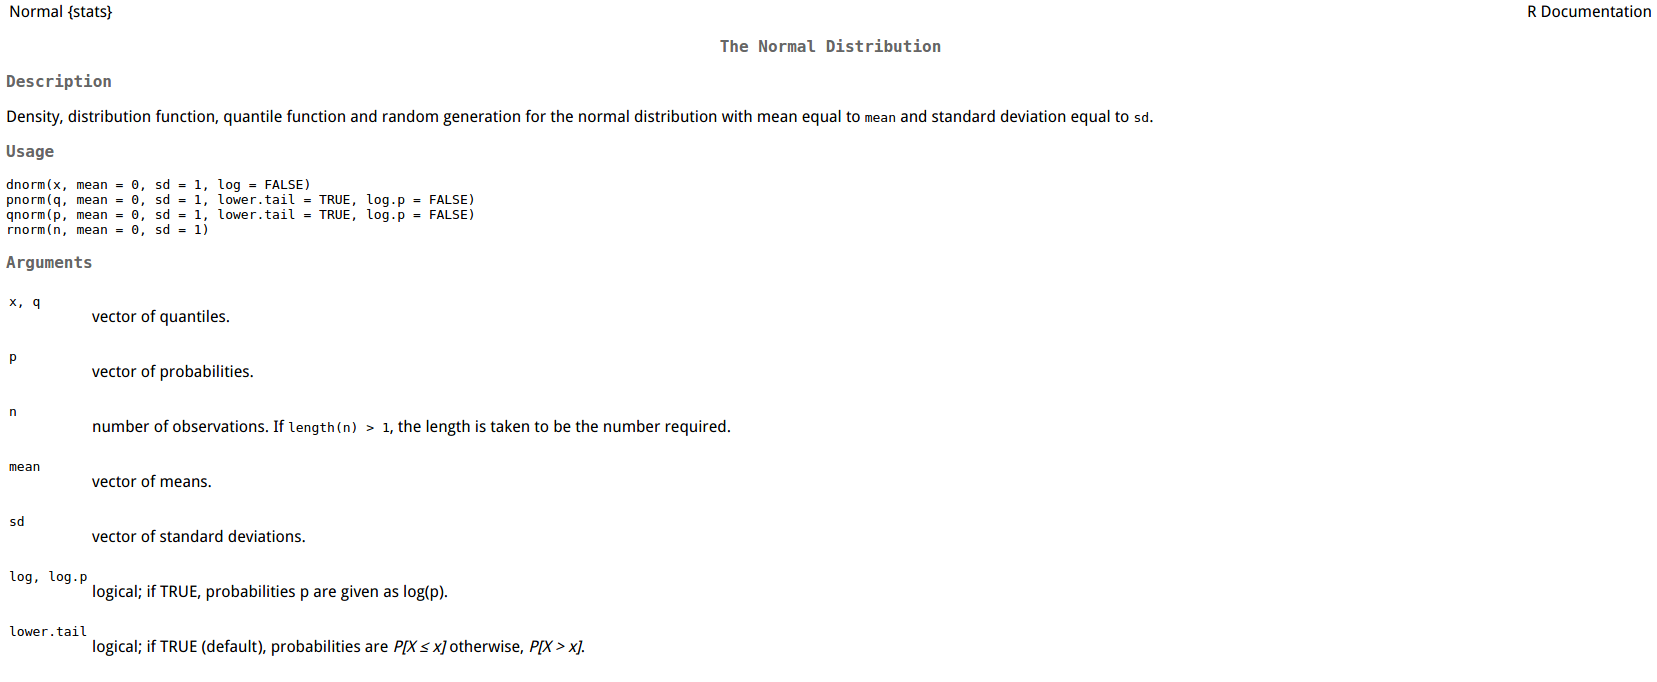 Normal {stats} R Documentation
The Normal Distribution
Description
Density, distribution function, quantile function and random generation for the normal distribution with mean equal to mean and standard deviation equal to sd.
Usage
dnorm(x, mean = 0, sd = 1, log = FALSE)
pnorm(q, mean = 0, sd = 1, lower.tail = TRUE, log.p = FALSE)
qnorm(p, mean = 0, sd = 1, lower.tail = TRUE, log.p = FALSE)
rnorm(n, mean = 0, sd = 1)
Arguments
x, q
vector of quantiles.
p
vector of probabilities.
n
number of observations. If length(n) > 1, the length is taken to be the number required.
mean
vector of means.
sd
vector of standard deviations.
log, log.p
logical; if TRUE, probabilities p are given as log(p).
lower.tail
logical; if TRUE (default), probabilities are P[X ≤ x] otherwise, P[X > x].